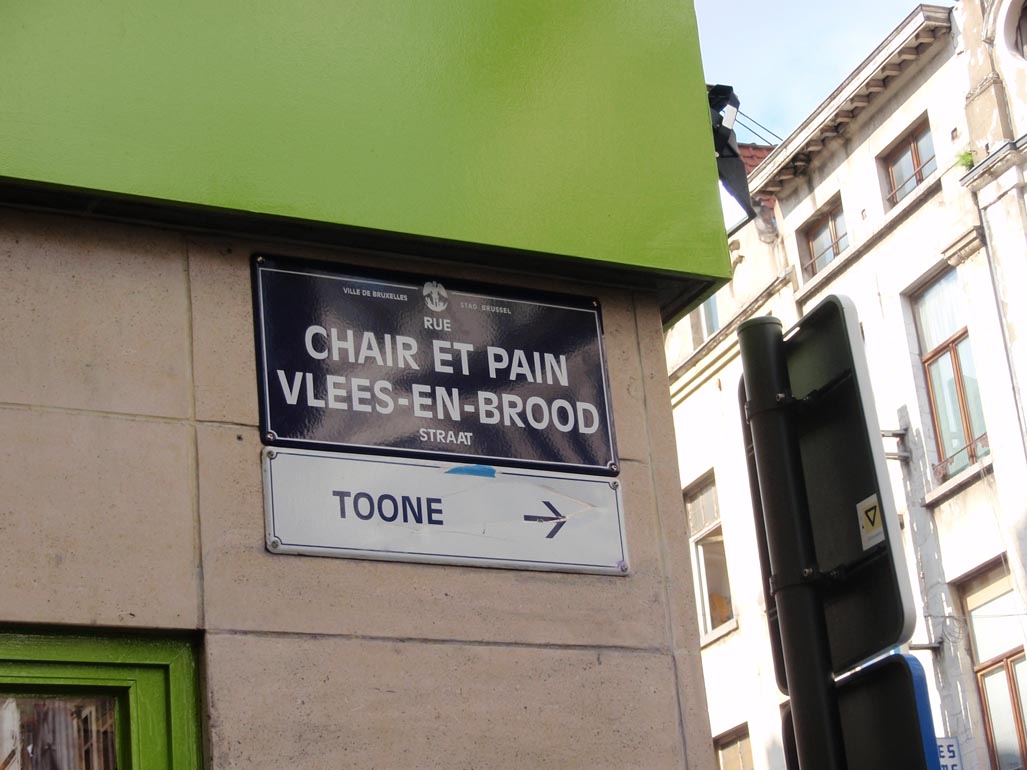 VILLE DE BRUXELLES STAD BRUSSEL
RUE
CHAIR ET PAIN
VLEES-EN-BROOD
STRAAT
TOONE